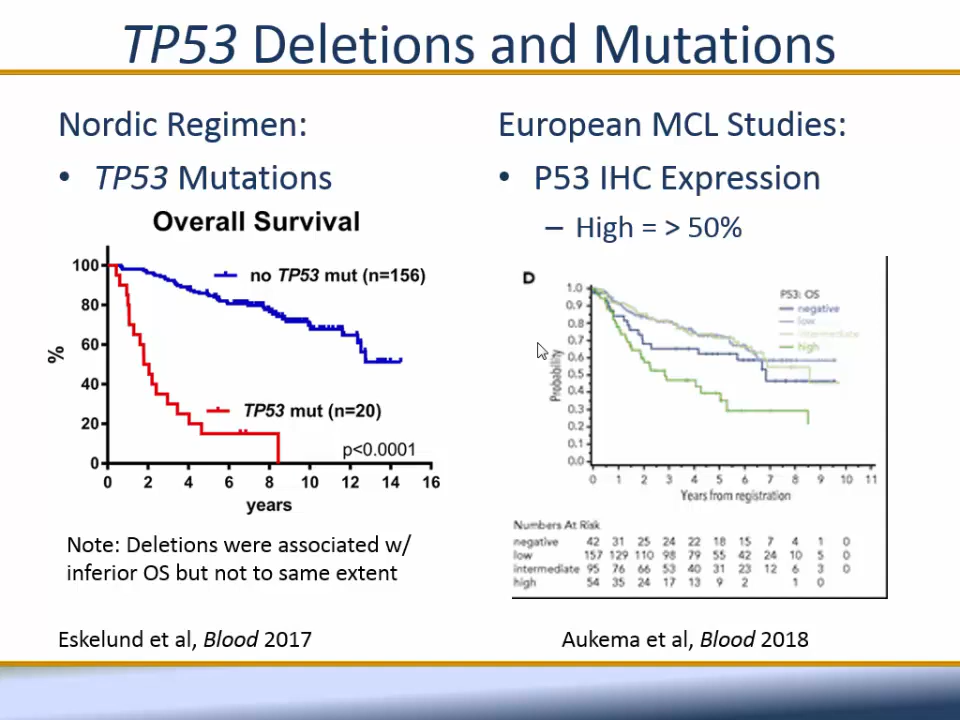 TP53 Deletions and Mutations
Nordic Regimen:
• TP53 Mutations
Overall Survival
100
80
60
40
20
0
%
no TP53 mut (n=156)
TP53 mut (n=20)
p<0.0001
0 2 4 6 8 10 12 14 16
years
Note: Deletions were associated w/
inferior OS but not to same extent
Eskelund et al, Blood 2017
European MCL Studies:
• P53 IHC Expression
– High = > 50%
D
1.0
0.9
0.8
0.7
0.6
0.5
0.4
0.3
0.2
0.1
0.0
Probability
P53: OS
negative
low
intermediate
high
0 1 2 3 4 5 6 7 8 9 10 11
Years from registration
Numbers At Risk
negative 42 31 25 24 22 18 15 7 4 1 0
low 157 129 110 98 79 55 42 24 10 5 0
intermediate 95 76 66 53 40 31 23 12 6 3 0
high 54 35 24 17 13 9 2 1 0
Aukema et al, Blood 2018